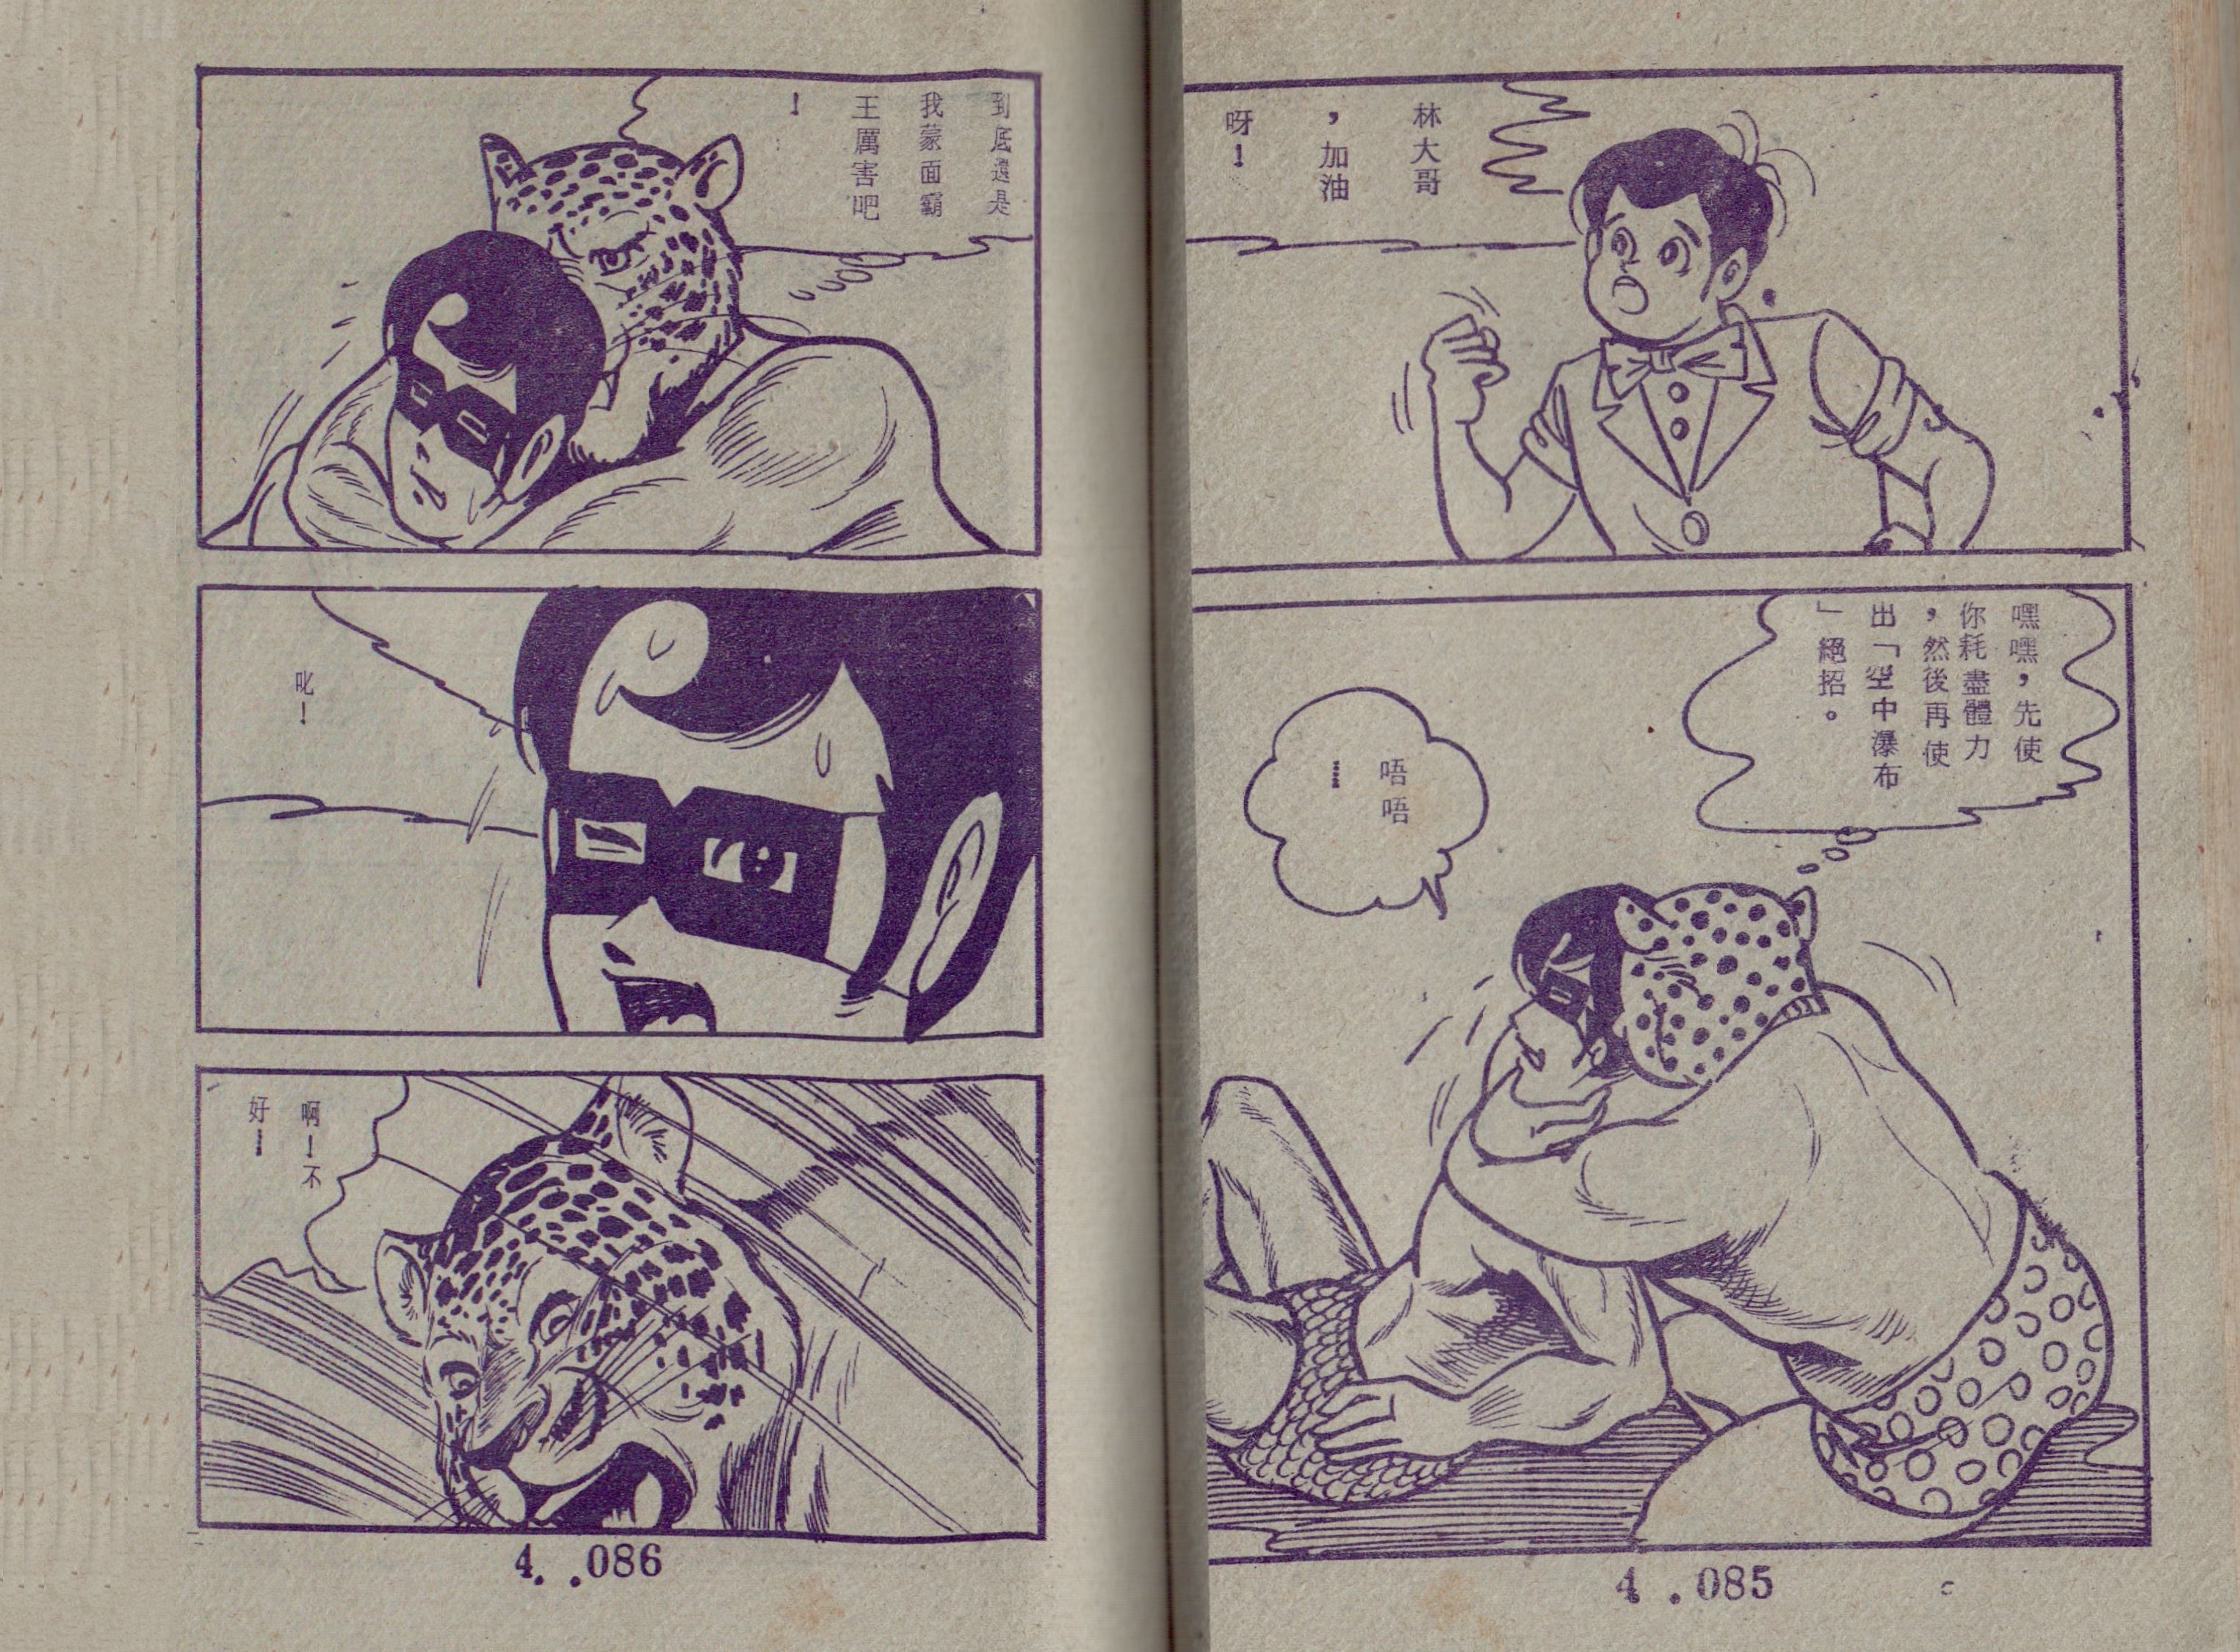 林大哥
，加油
呀！
嘿嘿，先使
你耗盡體力
，然後再使
出「空中瀑布
」絕招。
唔唔
……
4.085
到底還是
我蒙面霸
王厲害吧
！
叱！
啊！不
好！
4..086